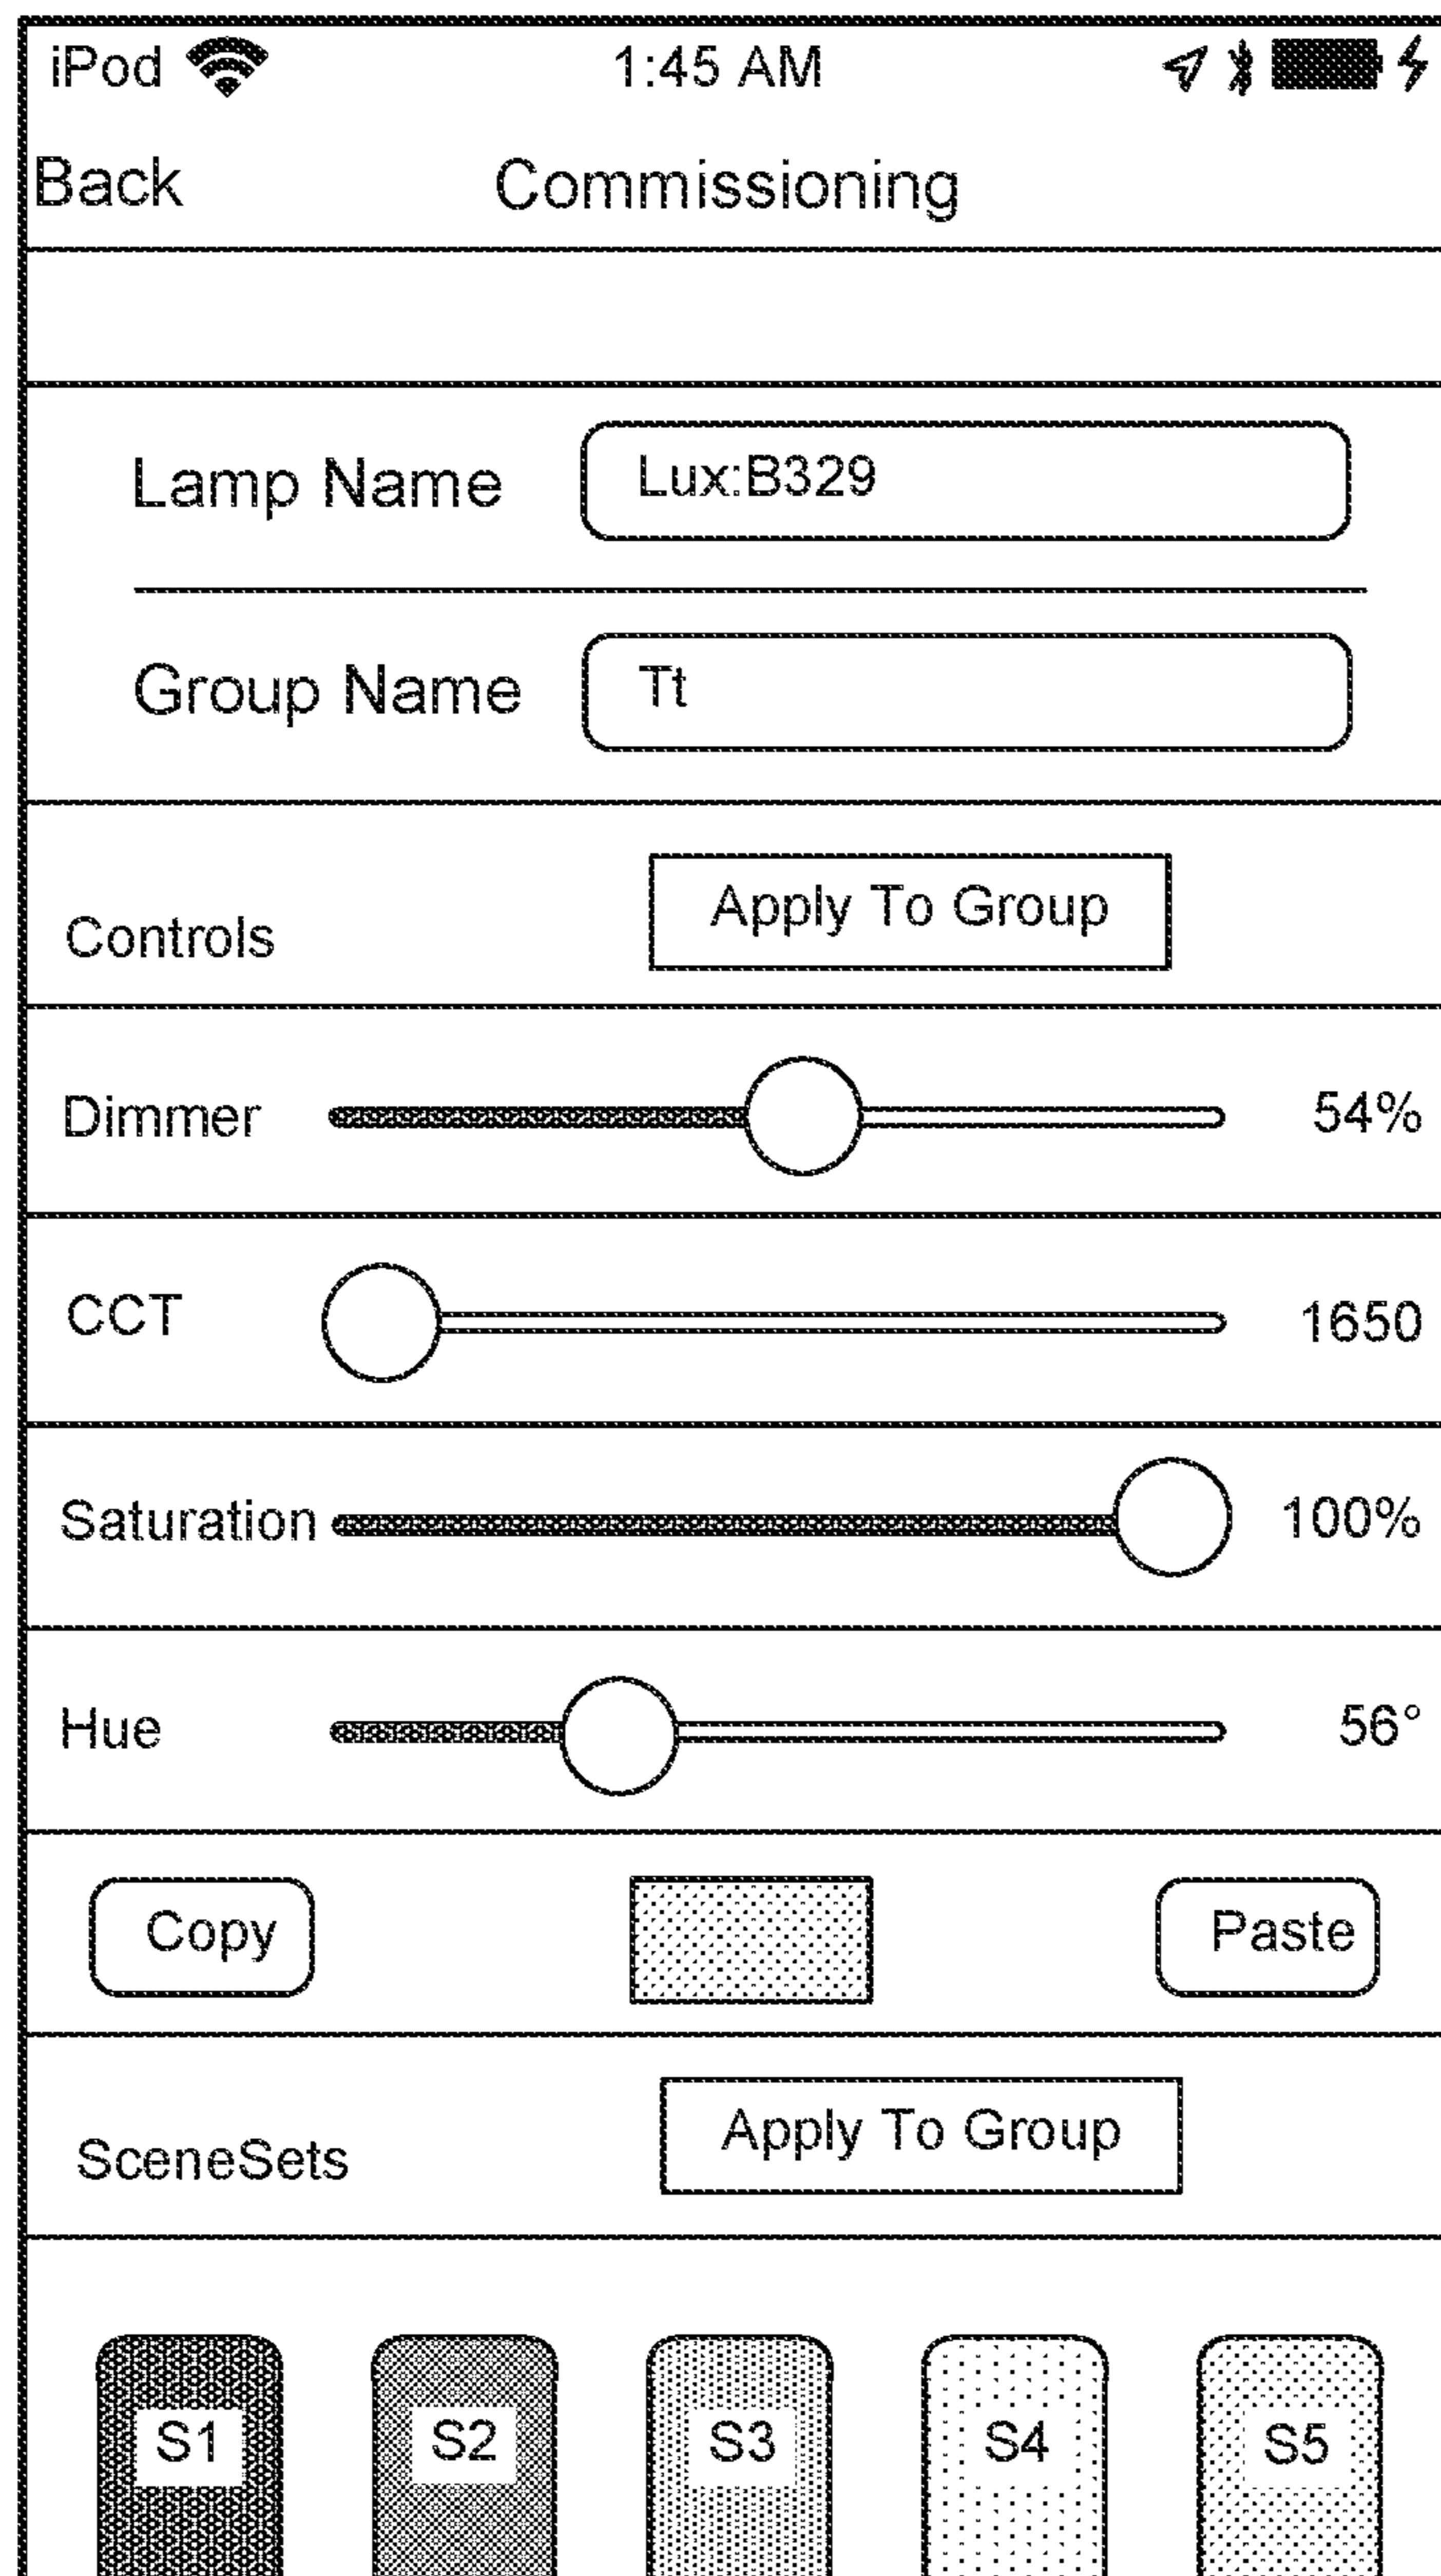 iPod 1:45 AM
Back Commissioning
Lamp Name Lux:B329
Group Name Tt
Controls Apply To Group
Dimmer 54%
CCT 1650
Saturation 100%
Hue 56°
Copy Paste
SceneSets Apply To Group
S1 S2 S3 S4 S5